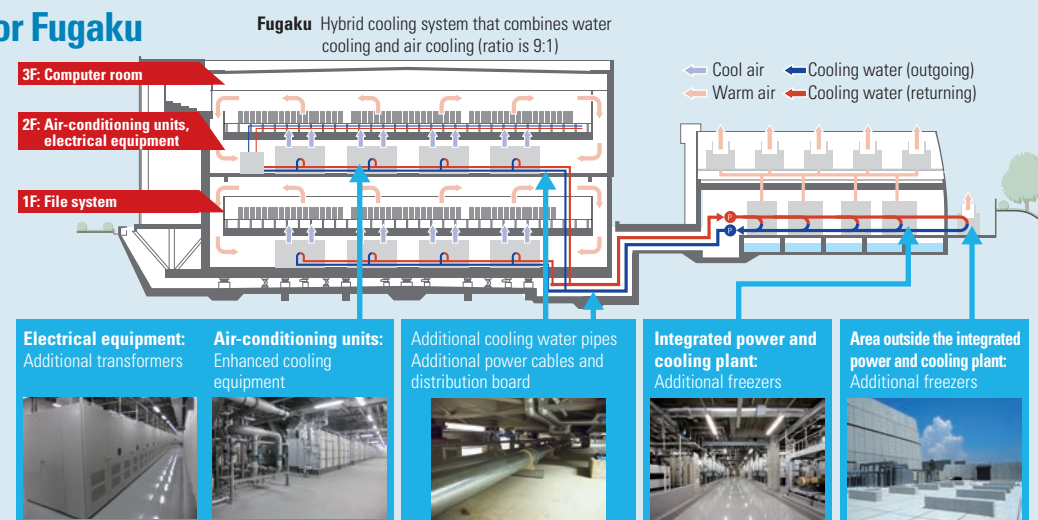 or Fugaku
Fugaku Hybrid cooling system that combines water
cooling and air cooling (ratio is 9:1)
3F: Computer room
2F: Air-conditioning units,
electrical equipment
1F: File system
Cool air
Cooling water (outgoing)
Warm air
Cooling water (returning)
P
P
Electrical equipment:
Additional transformers
Air-conditioning units:
Enhanced cooling
equipment
Additional cooling water pipes
Additional power cables and
distribution board
Integrated power and
cooling plant:
Additional freezers
Area outside the integrated
power and cooling plant:
Additional freezers